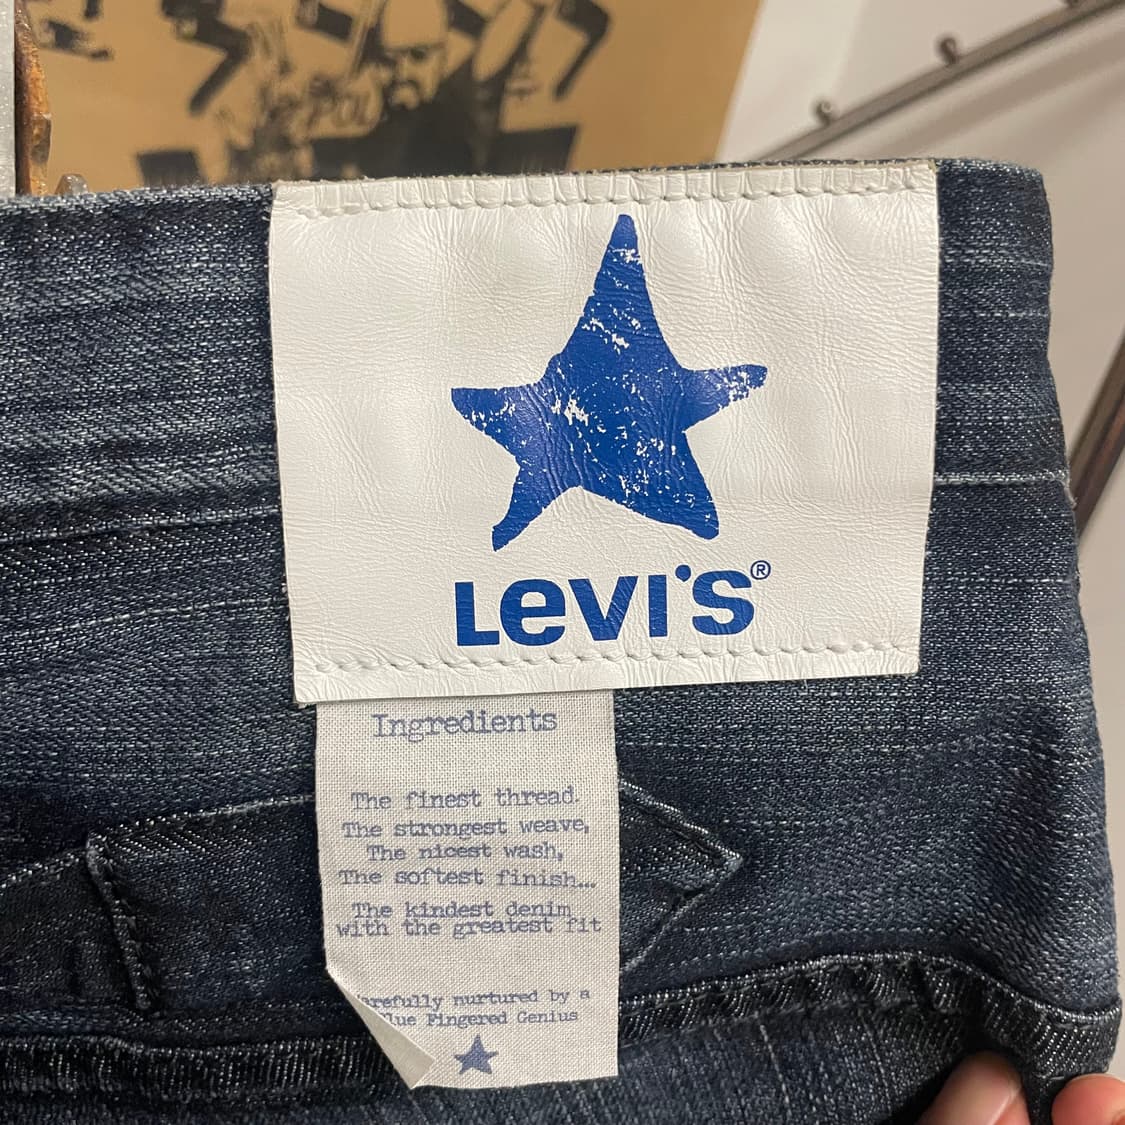 POU
LeVI'S®
Ingredients
The finest thread.
The strongest weave,
The nicest wash,
The softest finish...
The kindest denim
with the greatest fit
arefully nurtured by a
lue Fingered Genius